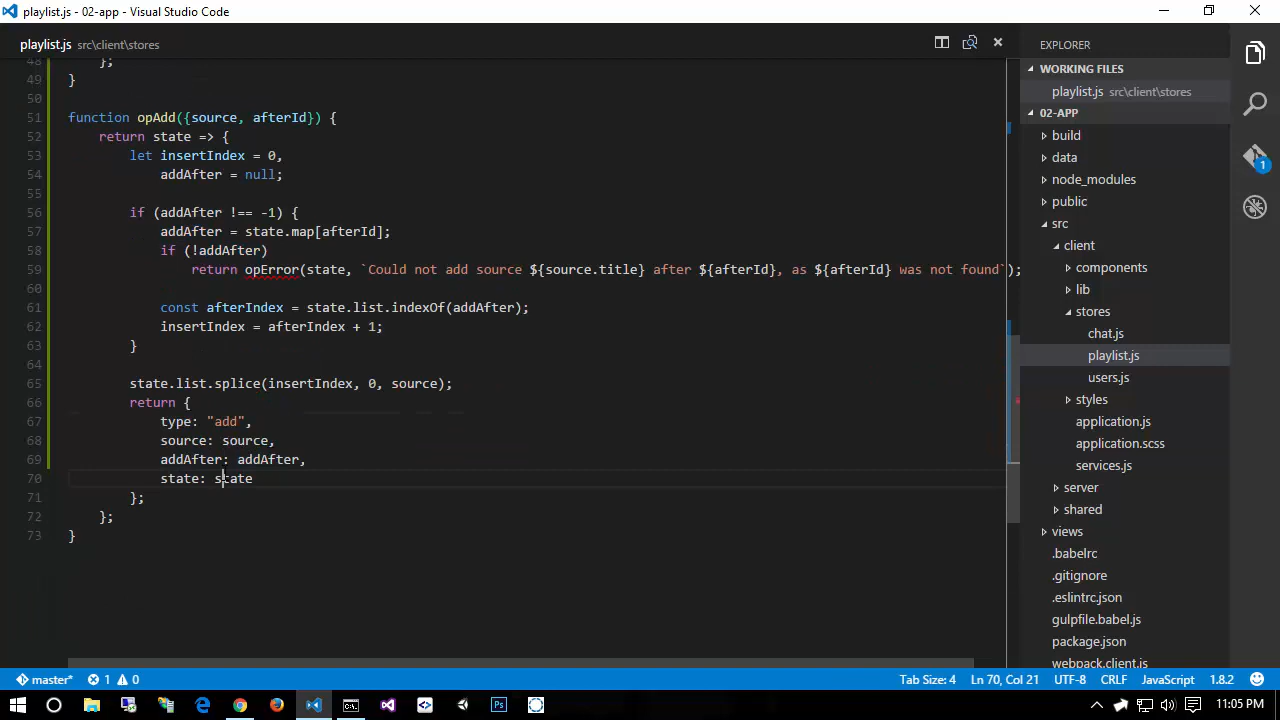 playlist.js - 02-app - Visual Studio Code
playlist.js src\client\stores
48 };
49 }
50
51 function opAdd({source, afterId}) {
52 return state => {
53 let insertIndex = 0,
54 addAfter = null;
55
56 if (addAfter !== -1) {
57 addAfter = state.map[afterId];
58 if (!addAfter)
59 return opError(state, `Could not add source ${source.title} after ${afterId}, as ${afterId} was not found`);
60
61 const afterIndex = state.list.indexOf(addAfter);
62 insertIndex = afterIndex + 1;
63 }
64
65 state.list.splice(insertIndex, 0, source);
66 return {
67 type: "add",
68 source: source,
69 addAfter: addAfter,
70 state: state
71 };
72 };
73 }
EXPLORER
WORKING FILES
playlist.js src\client\stores
02-APP
build
data
node_modules
public
src
client
components
lib
stores
chat.js
playlist.js
users.js
styles
application.js
application.scss
services.js
server
shared
views
.babelrc
.gitignore
.eslintrc.json
gulpfile.babel.js
package.json
webpack.client.js
1
master* 1 0 Ln 70, Col 21 Tab Size: 4 UTF-8 CRLF JavaScript 1.8.2
11:05 PM